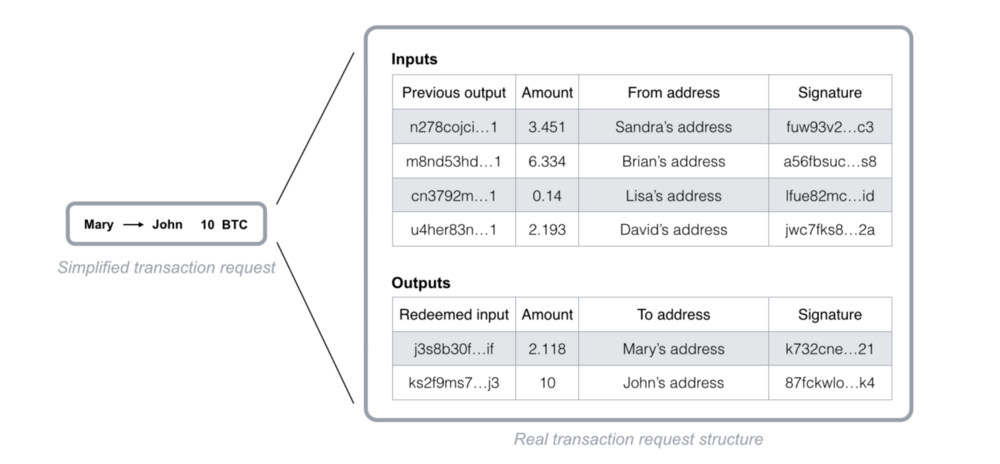 Mary → John 10 BTC
Simplified transaction request
Inputs
Previous output Amount From address Signature
n278cojci...1 3.451 Sandra's address fuw93v2...c3
m8nd53hd...1 6.334 Brian's address a56fbsuc...s8
cn3792m...1 0.14 Lisa's address lfue82mc...id
u4her83n...1 2.193 David's address jwc7fks8...2a
Outputs
Redeemed input Amount To address Signature
j3s8b30f...if 2.118 Mary's address k732cne...21
ks2f9ms7...j3 10 John's address 87fckwlo...k4
Real transaction request structure